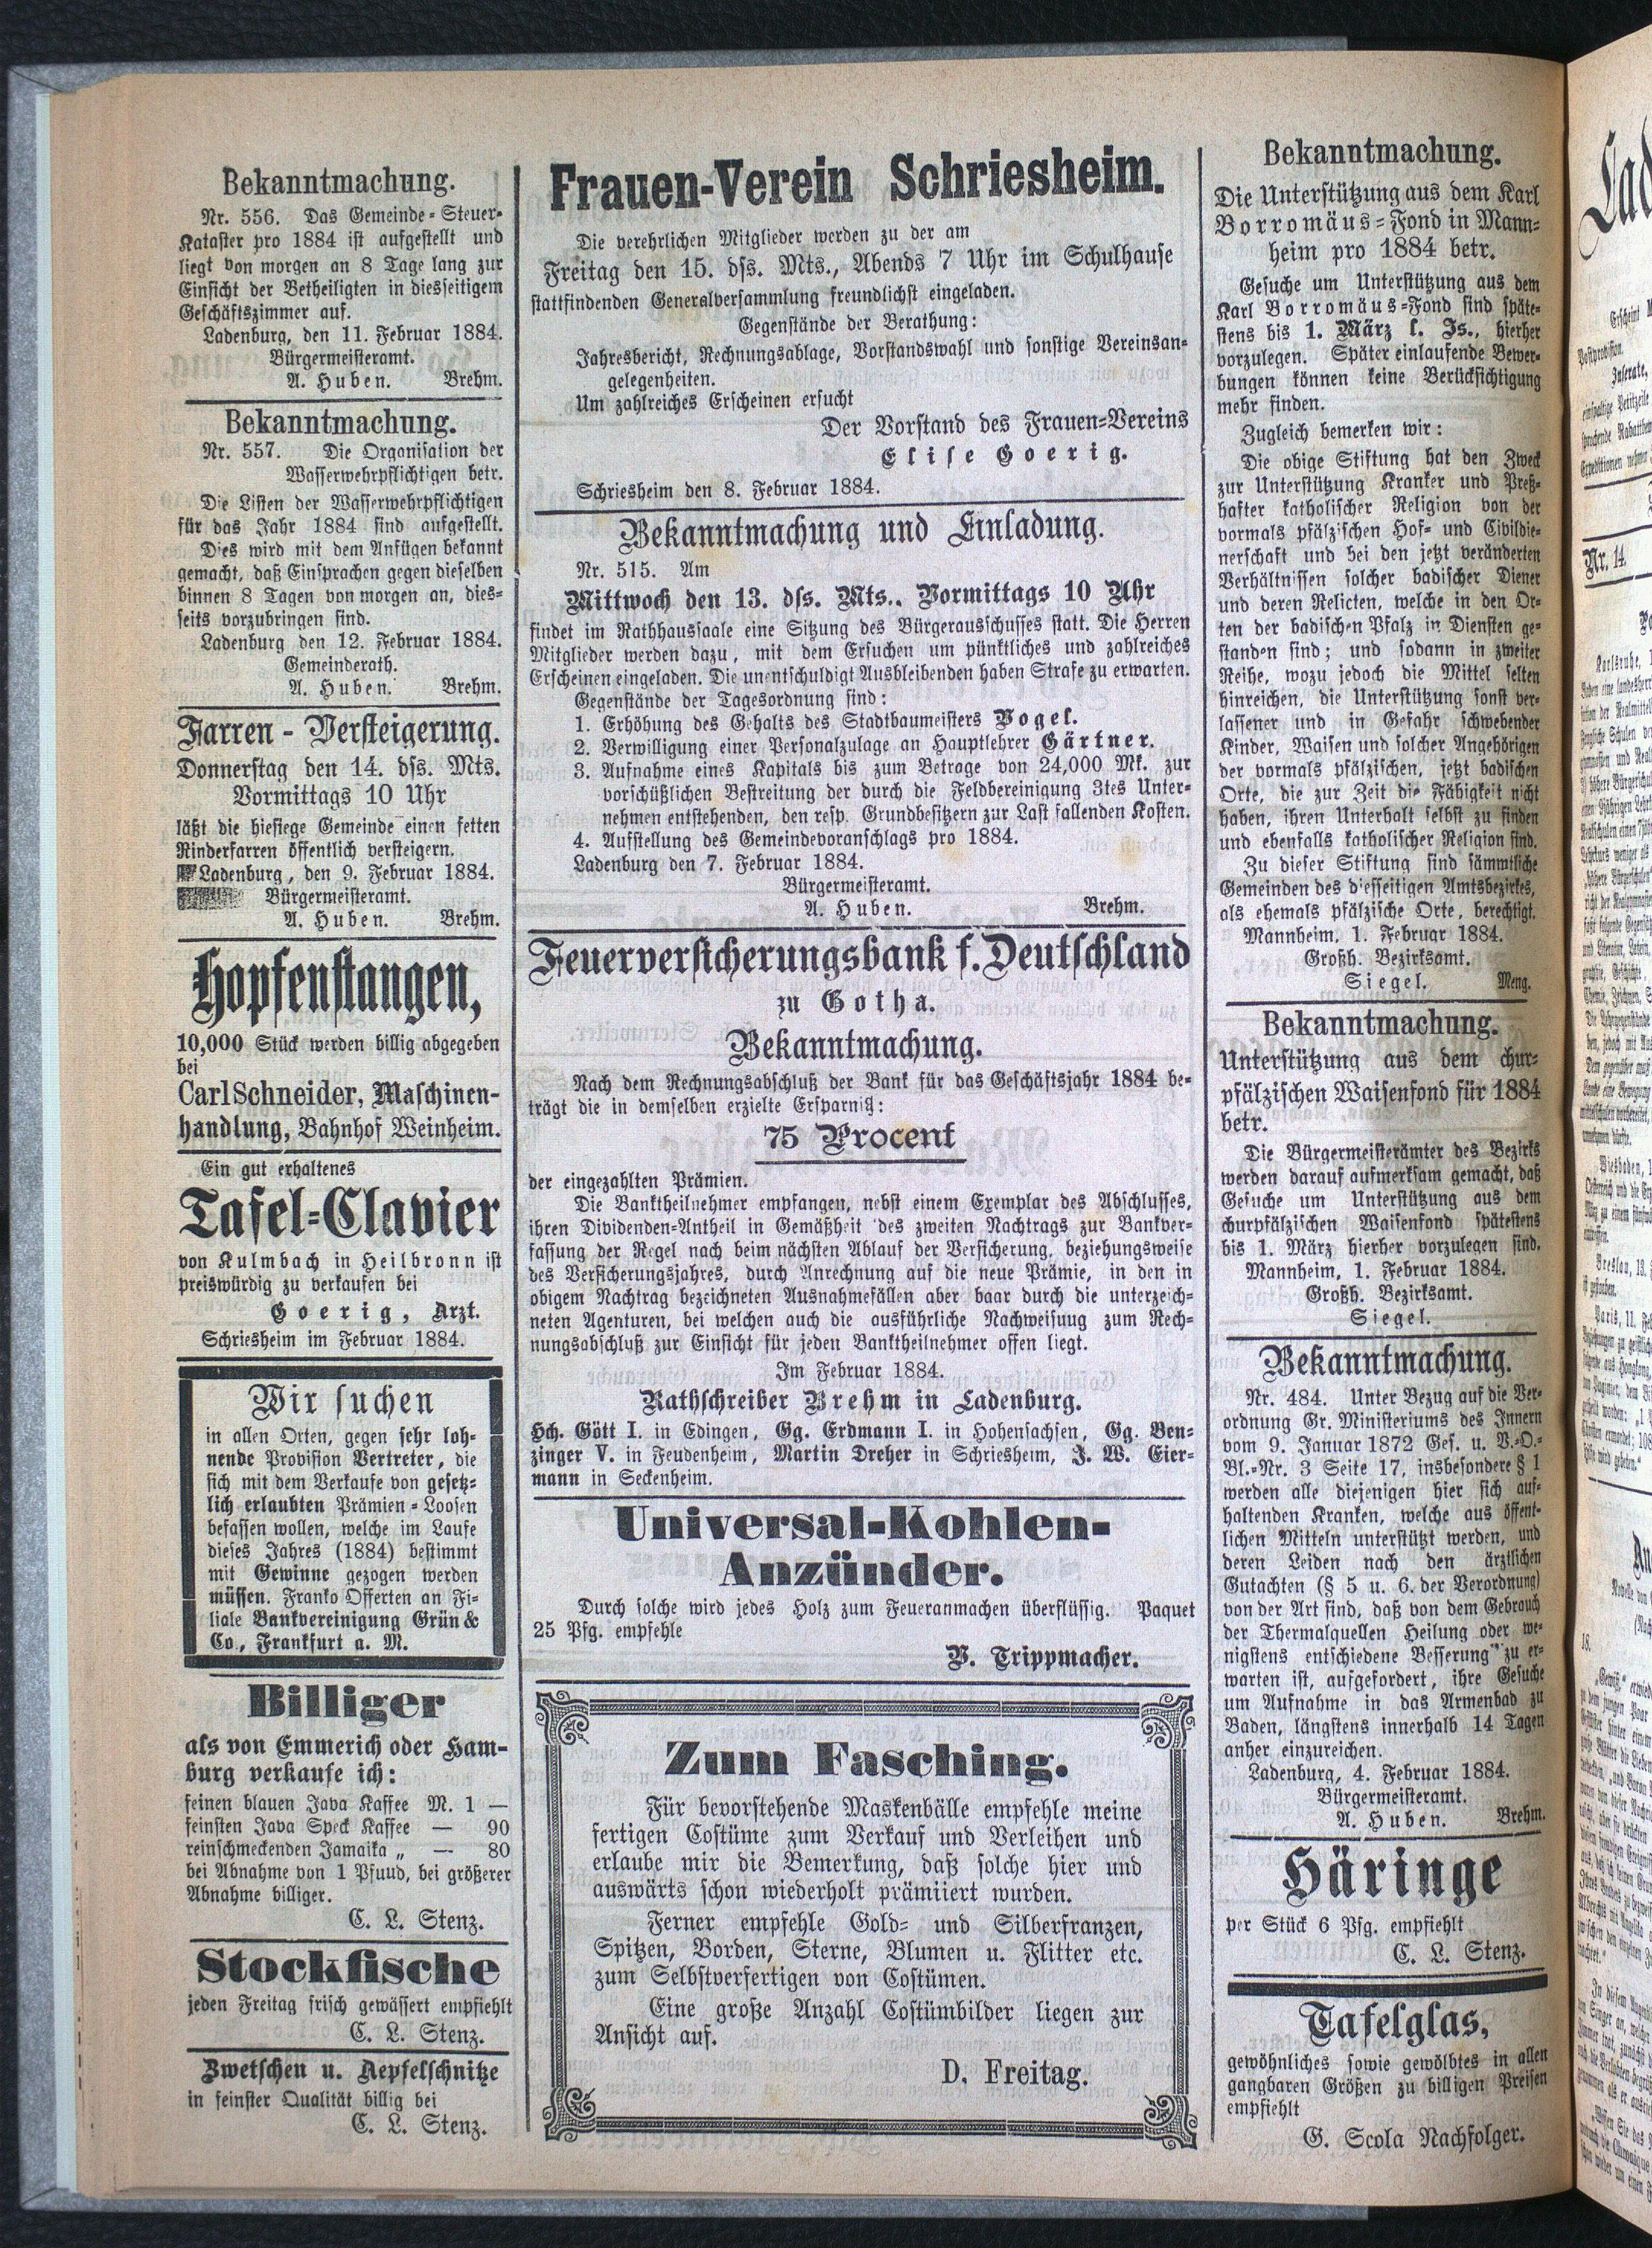 Bekanntmachung.
Nr. 556. Das Gemeinde-Steuer-
Kataster pro 1884 ist aufgestellt und
liegt von morgen an 8 Tage lang zur
Einsicht der Betheiligten in diesseitigem
Geschäftszimmer auf.
Ladenburg, den 11. Februar 1884.
Bürgermeisteramt.
A. Huben. Brehm.
Bekanntmachung.
Nr. 557. Die Organisation der
Wasserwehrpflichtigen betr.
Die Listen der Wasserwehrpflichtigen
für das Jahr 1884 sind aufgestellt.
Dies wird mit dem Anfügen bekannt
gemacht, daß Einsprachen gegen dieselben
binnen 8 Tagen von morgen an, dies-
seits vorzubringen sind.
Ladenburg den 12. Februar 1884.
Gemeinderath.
A. Huben. Brehm.
Farren-Versteigerung.
Donnerstag den 14. dss. Mts.
Vormittags 10 Uhr
läßt die hiesiege Gemeinde einen fetten
Rinderfarren öffentlich versteigern.
Ladenburg, den 9. Februar 1884.
Bürgermeisteramt.
A. Huben. Brehm.
Hopfenstangen,
10,000 Stück werden billig abgegeben
bei
Carl Schneider, Maschinen-
handlung, Bahnhof Weinheim.
Ein gut erhaltenes
Tafel-Clavier
von Kulmbach in Heilbronn ist
preiswürdig zu verkaufen bei
Goerig, Arzt.
Schriesheim im Februar 1884.
Wir suchen
in allen Orten, gegen sehr loh-
nende Provision Vertreter, die
sich mit dem Verkaufe von gesetz-
lich erlaubten Prämien-Loosen
befassen wollen, welche im Laufe
dieses Jahres (1884) bestimmt
mit Gewinne gezogen werden
müssen. Franko Offerten an Fi-
liale Bankvereinigung Grün &
Co., Frankfurt a. M.
Billiger
als von Emmerich oder Ham-
burg verkaufe ich:
feinen blauen Java Kaffee M. 1 —
feinsten Java Speck Kaffee — 90
reinschmeckenden Jamaika „ — 80
bei Abnahme von 1 Pfuud, bei größerer
Abnahme billiger.
C. L. Stenz.
Stockfische
jeden Freitag frisch gewässert empfiehlt
C. L. Stenz.
Zwetschen u. Aepfelschnitze
in feinster Qualität billig bei
C. L. Stenz.
Frauen-Verein Schriesheim.
Die verehrlichen Mitglieder werden zu der am
Freitag den 15. dss. Mts., Abends 7 Uhr im Schulhause
stattfindenden Generalversammlung freundlichst eingeladen.
Gegenstände der Berathung:
Jahresbericht, Rechnungsablage, Vorstandswahl und sonstige Vereinsan-
gelegenheiten.
Um zahlreiches Erscheinen ersucht
Der Vorstand des Frauen-Vereins
Elise Goerig.
Schriesheim den 8. Februar 1884.
Bekanntmachung und Einladung.
Nr. 515. Am
Mittwoch den 13. dss. Mts.. Vormittags 10 Uhr
findet im Rathhaussaale eine Sitzung des Bürgerausschusses statt. Die Herren
Mitglieder werden dazu, mit dem Ersuchen um pünktliches und zahlreiches
Erscheinen eingeladen. Die unentschuldigt Ausbleibenden haben Strafe zu erwarten.
Gegenstände der Tagesordnung sind:
1. Erhöhung des Gehalts des Stadtbaumeisters Vogel.
2. Verwilligung einer Personalzulage an Hauptlehrer Gärtner.
3. Aufnahme eines Kapitals bis zum Betrage von 24,000 Mk. zur
vorschüßlichen Bestreitung der durch die Feldbereinigung 3tes Unter-
nehmen entstehenden, den resp. Grundbesitzern zur Last fallenden Kosten.
4. Aufstellung des Gemeindevoranschlags pro 1884.
Ladenburg den 7. Februar 1884.
Bürgermeisteramt.
A. Huben. Brehm.
Feuerversicherungsbank f. Deutschland
zu Gotha.
Bekanntmachung.
Nach dem Rechnungsabschluß der Bank für das Geschäftsjahr 1884 be-
trägt die in demselben erzielte Ersparniß:
75 Procent
der eingezahlten Prämien.
Die Banktheilnehmer empfangen, nebst einem Exemplar des Abschlusses,
ihren Dividenden-Antheil in Gemäßheit des zweiten Nachtrags zur Bankver-
fassung der Regel nach beim nächsten Ablauf der Versicherung, beziehungsweise
des Versicherungsjahres, durch Anrechnung auf die neue Prämie, in den in
obigem Nachtrag bezeichneten Ausnahmefällen aber baar durch die unterzeich-
neten Agenturen, bei welchen auch die ausführliche Nachweisung zum Rech-
nungsabschluß zur Einsicht für jeden Banktheilnehmer offen liegt.
Im Februar 1884.
Rathschreiber Brehm in Ladenburg.
Hch. Gött I. in Edingen, Gg. Erdmann I. in Hohensachsen, Gg. Ben-
zinger V. in Feudenheim, Martin Dreher in Schriesheim, J. W. Eier-
mann in Seckenheim.
Universal-Kohlen-
Anzünder.
Durch solche wird jedes Holz zum Feueranmachen überflüssig. Paquet
25 Pfg. empfehle
P. Trippmacher.
Zum Fasching.
Für bevorstehende Maskenbälle empfehle meine
fertigen Costüme zum Verkauf und Verleihen und
erlaube mir die Bemerkung, daß solche hier und
auswärts schon wiederholt prämiiert wurden.
Ferner empfehle Gold- und Silberfranzen,
Spitzen, Borden, Sterne, Blumen u. Flitter etc.
zum Selbstverfertigen von Costümen.
Eine große Anzahl Costümbilder liegen zur
Ansicht auf.
D. Freitag.
Bekanntmachung.
Die Unterstützung aus dem Karl
Borromäus-Fond in Mann-
heim pro 1884 betr.
Gesuche um Unterstützung aus dem
Karl Borromäus-Fond sind späte-
stens bis 1. März l. Js., hierher
vorzulegen. Später einlaufende Bewer-
bungen können keine Berücksichtigung
mehr finden.
Zugleich bemerken wir:
Die obige Stiftung hat den Zweck
zur Unterstützung Kranker und Preß-
hafter katholischer Religion von der
vormals pfälzischen Hof- und Civildie-
nerschaft und bei den jetzt veränderten
Verhältnissen solcher badischer Diener
und deren Relicten, welche in den Or-
ten der badischen Pfalz in Diensten ge-
standen sind; und sodann in zweiter
Reihe, wozu jedoch die Mittel selten
hinreichen, die Unterstützung sonst ver-
lassener und in Gefahr schwebender
Kinder, Waisen und solcher Angehörigen
der vormals pfälzischen, jetzt badischen
Orte, die zur Zeit die Fähigkeit nicht
haben, ihren Unterhalt selbst zu finden
und ebenfalls katholischer Religion sind.
Zu dieser Stiftung sind sämmtliche
Gemeinden des diesseitigen Amtsbezirkes,
als ehemals pfälzische Orte, berechtigt.
Mannheim, 1. Februar 1884.
Großh. Bezirksamt.
Siegel. Meng.
Bekanntmachung.
Unterstützung aus dem chur-
pfälzischen Waisenfond für 1884
betr.
Die Bürgermeisterämter des Bezirks
werden darauf aufmerksam gemacht, daß
Gesuche um Unterstützung aus dem
churpfälzischen Waisenfond spätestens
bis 1. März hierher vorzulegen sind.
Mannheim, 1. Februar 1884.
Großh. Bezirksamt.
Siegel.
Bekanntmachung.
Nr. 484. Unter Bezug auf die Ver-
ordnung Gr. Ministeriums des Innern
vom 9. Januar 1872 Ges. u. V.-O.-
Bl.-Nr. 3 Seite 17, insbesondere § 1
werden alle diejenigen hier sich auf-
haltenden Kranken, welche aus öffent-
lichen Mitteln unterstützt werden, und
deren Leiden nach den ärztlichen
Gutachten (§ 5 u. 6. der Verordnung)
von der Art sind, daß von dem Gebrauch
der Thermalquellen Heilung oder we-
nigstens entschiedene Besserung zu er-
warten ist, aufgefordert, ihre Gesuche
um Aufnahme in das Armenbad zu
Baden, längstens innerhalb 14 Tagen
anher einzureichen.
Ladenburg, 4. Februar 1884.
Bürgermeisteramt.
A. Huben. Brehm.
Häringe
per Stück 6 Pfg. empfiehlt
C. L. Stenz.
Tafelglas,
gewöhnliches sowie gewölbtes in allen
gangbaren Größen zu billigen Preisen
empfiehlt
G. Scola Nachfolger.
Nr. 14.